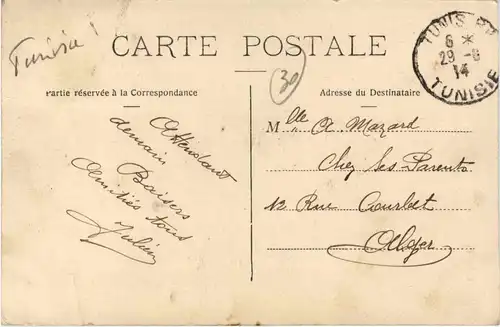 Tunisia !
CARTE POSTALE
TUNIS R.P.
6 *
29 - 8
14
TUNISIE
30
Partie réservée à la Correspondance
Adresse du Destinataire
Attendant
demain
Baisers
Amitiés tous
Julien
Mlle A Mazard
Chez Ses Parents
12 Rue Courbet
Alger